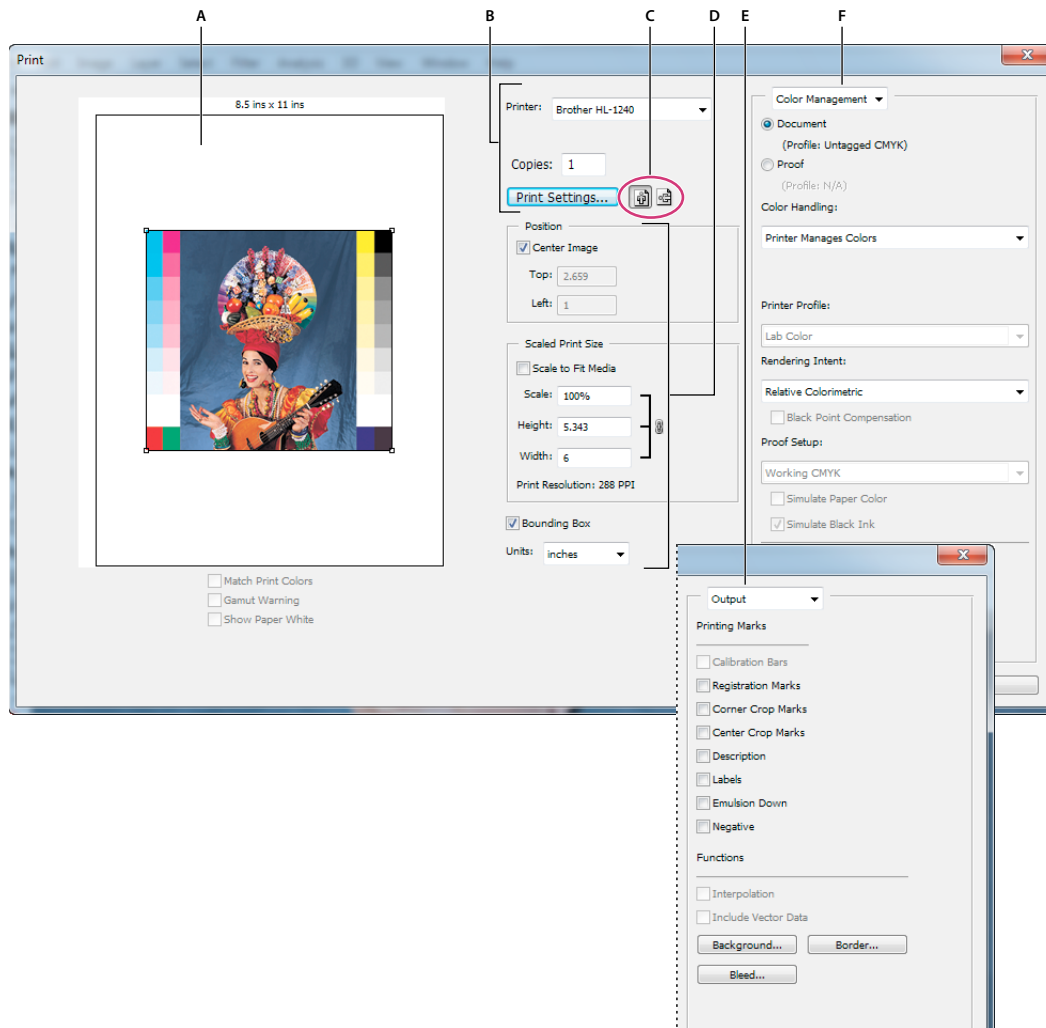 A
B
C
D
E
F
Print
8.5 ins x 11 ins
Match Print Colors
Gamut Warning
Show Paper White
Printer:
Brother HL-1240
Copies:
1
Print Settings...
Position
Center Image
Top:
2.659
Left:
1
Scaled Print Size
Scale to Fit Media
Scale:
100%
Height:
5.343
Width:
6
Print Resolution: 288 PPI
Bounding Box
Units:
inches
Color Management
Document
(Profile: Untagged CMYK)
Proof
(Profile: N/A)
Color Handling:
Printer Manages Colors
Printer Profile:
Lab Color
Rendering Intent:
Relative Colorimetric
Black Point Compensation
Proof Setup:
Working CMYK
Simulate Paper Color
Simulate Black Ink
Output
Printing Marks
Calibration Bars
Registration Marks
Corner Crop Marks
Center Crop Marks
Description
Labels
Emulsion Down
Negative
Functions
Interpolation
Include Vector Data
Background...
Border...
Bleed...